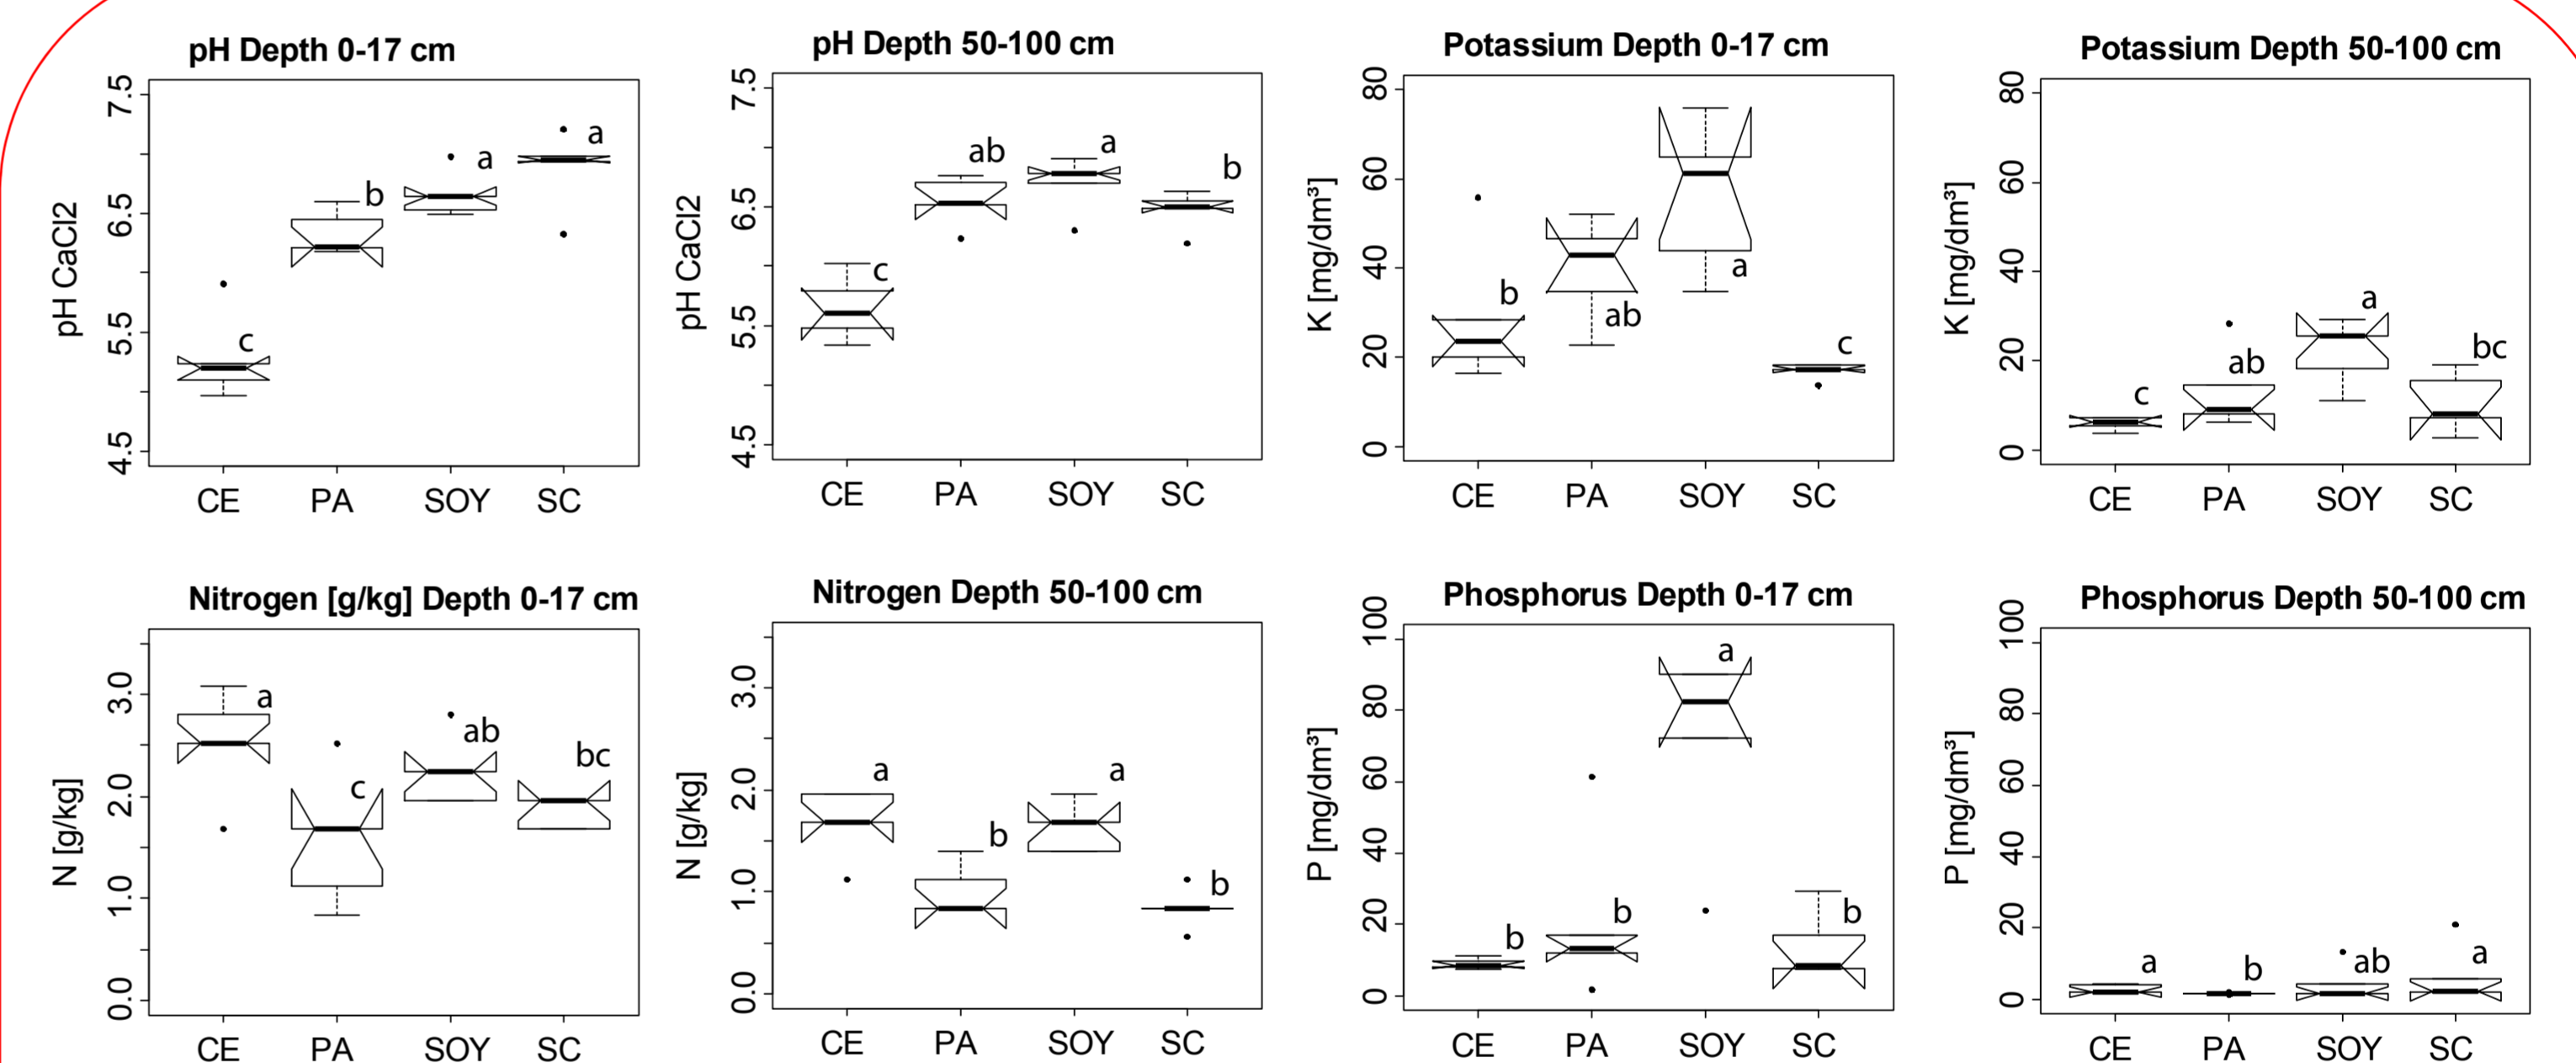 pH Depth 0-17 cm
pH CaCl2
7.5
6.5
5.5
4.5
c
b
a
a
CE PA SOY SC
pH Depth 50-100 cm
pH CaCl2
7.5
6.5
5.5
4.5
c
ab
a
b
CE PA SOY SC
Potassium Depth 0-17 cm
K [mg/dm³]
80
60
40
20
0
b
ab
a
c
CE PA SOY SC
Potassium Depth 50-100 cm
K [mg/dm³]
80
60
40
20
0
c
ab
a
bc
CE PA SOY SC
Nitrogen [g/kg] Depth 0-17 cm
N [g/kg]
3.0
2.0
1.0
0.0
a
c
ab
bc
CE PA SOY SC
Nitrogen Depth 50-100 cm
N [g/kg]
3.0
2.0
1.0
0.0
a
b
a
b
CE PA SOY SC
Phosphorus Depth 0-17 cm
P [mg/dm³]
100
80
60
40
20
0
b
b
a
b
CE PA SOY SC
Phosphorus Depth 50-100 cm
P [mg/dm³]
100
80
60
40
20
0
a
b
ab
a
CE PA SOY SC